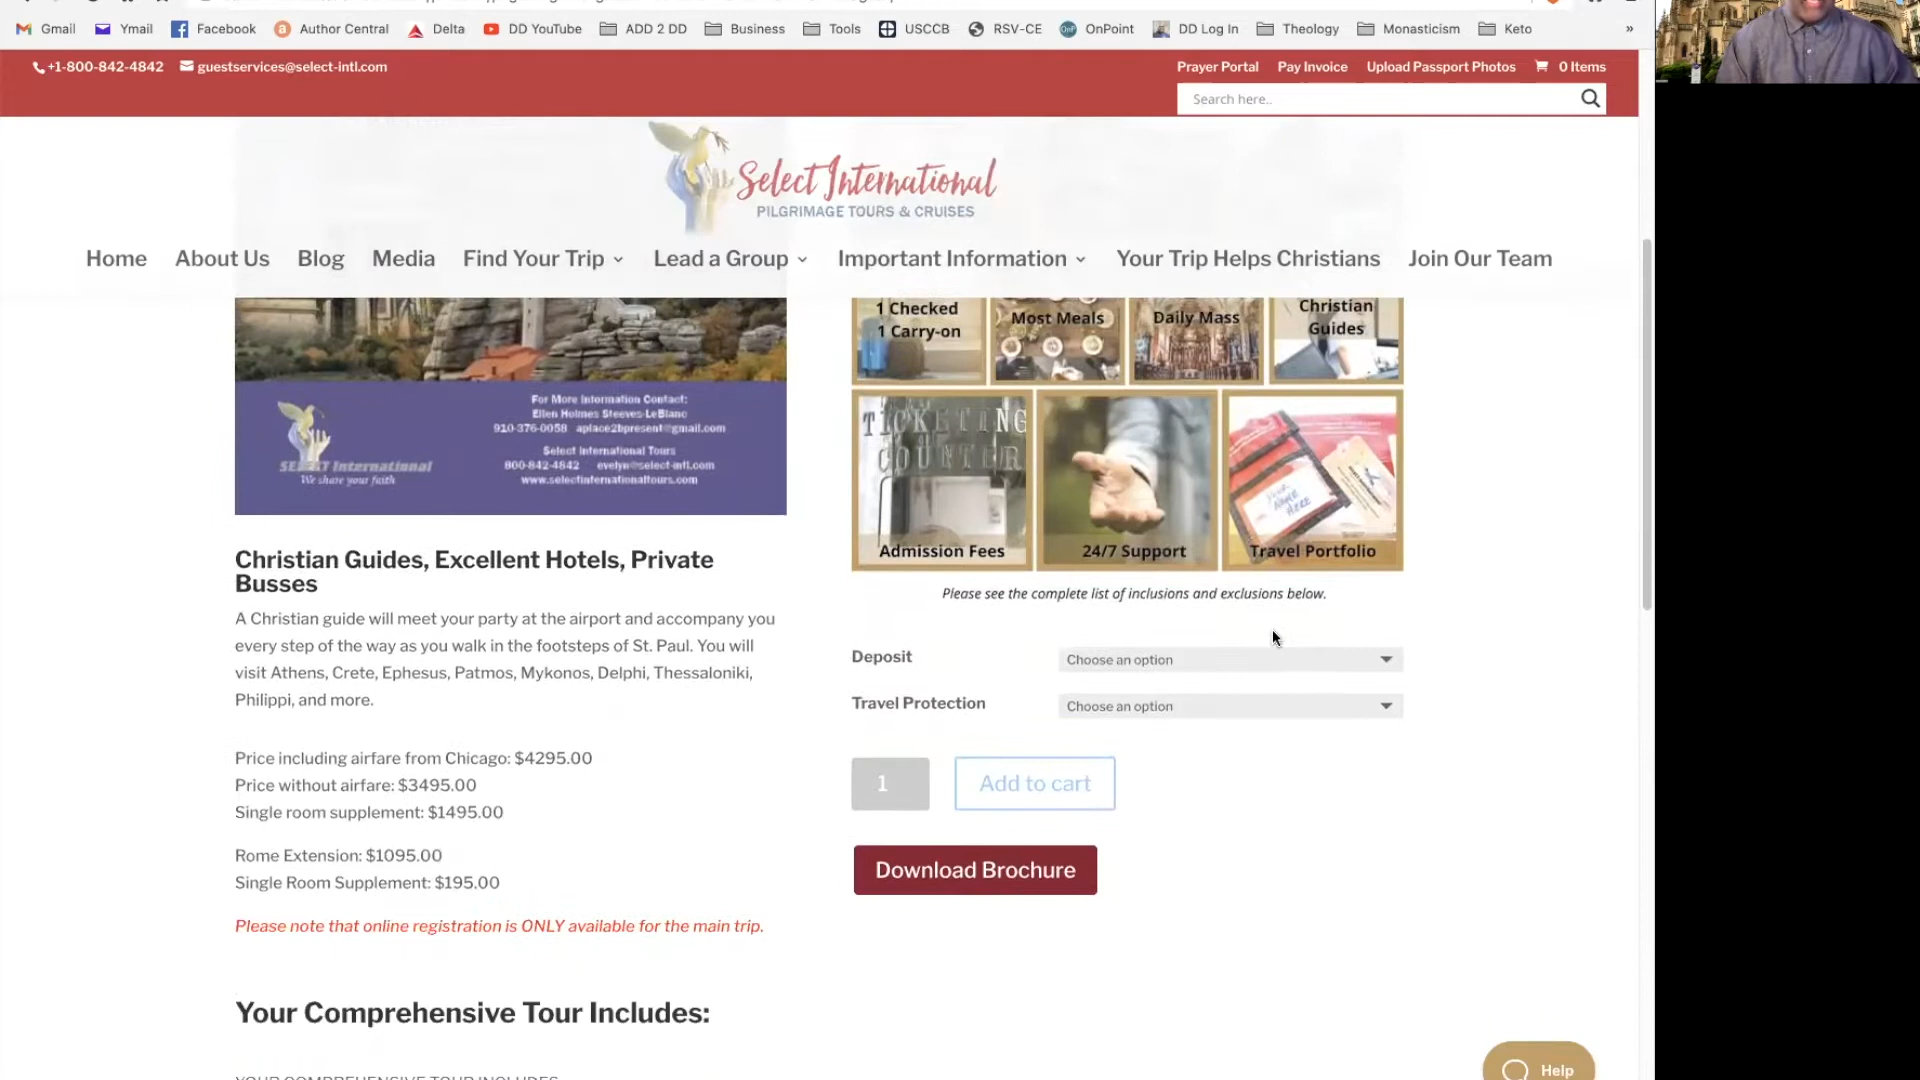 Gmail Ymail Facebook Author Central Delta DD YouTube ADD 2 DD Business Tools USCCB RSV-CE OnPoint DD Log In Theology Monasticism Keto »
+1-800-842-4842 guestservices@select-intl.com
Prayer Portal Pay Invoice Upload Passport Photos 0 Items
Search here..
Select International
PILGRIMAGE TOURS & CRUISES
Home About Us Blog Media Find Your Trip Lead a Group Important Information Your Trip Helps Christians Join Our Team
For More Information Contact:
Ellen Holmes Steeves-LeBlanc
910-376-0058 aplace2bpresent@gmail.com
Select International Tours
800-842-4842 evelyn@select-intl.com
www.selectinternationaltours.com
SELECT International
We share your faith
Christian Guides, Excellent Hotels, Private
Busses
A Christian guide will meet your party at the airport and accompany you
every step of the way as you walk in the footsteps of St. Paul. You will
visit Athens, Crete, Ephesus, Patmos, Mykonos, Delphi, Thessaloniki,
Philippi, and more.
Price including airfare from Chicago: $4295.00
Price without airfare: $3495.00
Single room supplement: $1495.00
Rome Extension: $1095.00
Single Room Supplement: $195.00
Please note that online registration is ONLY available for the main trip.
Your Comprehensive Tour Includes:
YOUR COMPREHENSIVE TOUR INCLUDES
1 Checked
1 Carry-on
Most Meals
Daily Mass
Christian
Guides
TICKETING
COUNTER
Admission Fees
24/7 Support
YOUR
NAME
HERE
Travel Portfolio
Please see the complete list of inclusions and exclusions below.
Deposit Choose an option
Travel Protection Choose an option
1 Add to cart
Download Brochure
Help